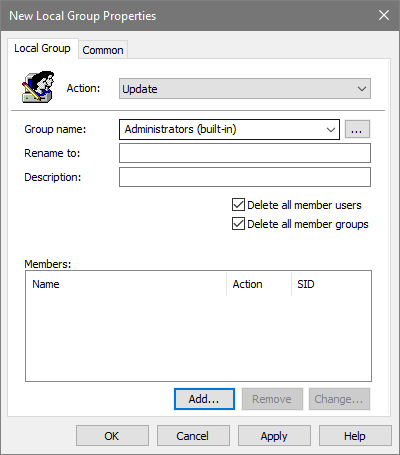 New Local Group Properties
Local Group Common
Action: Update
Group name: Administrators (built-in) ...
Rename to:
Description:
Delete all member users
Delete all member groups
Members:
Name Action SID
Add... Remove Change...
OK Cancel Apply Help